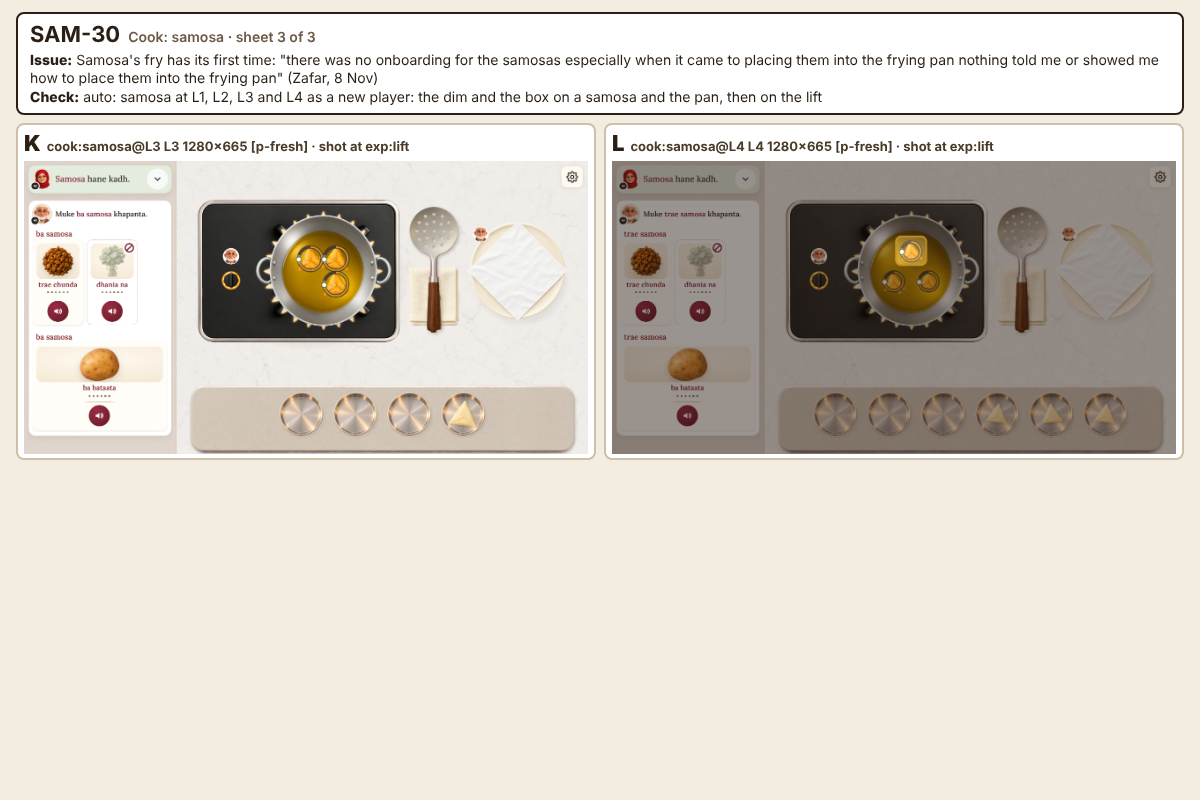 SAM-30 Cook: samosa · sheet 3 of 3
Issue: Samosa's fry has its first time: "there was no onboarding for the samosas especially when it came to placing them into the frying pan nothing told me or showed me
how to place them into the frying pan" (Zafar, 8 Nov)
Check: auto: samosa at L1, L2, L3 and L4 as a new player: the dim and the box on a samosa and the pan, then on the lift
K cook:samosa@L3 L3 1280×665 [p-fresh] · shot at exp:lift
Samosa hane kadh.
Muke ba samosa khapanta.
ba samosa
trae chunda
dhania na
ba samosa
ba bataata
L cook:samosa@L4 L4 1280×665 [p-fresh] · shot at exp:lift
Samosa hane kadh.
Muke trae samosa khapanta.
trae samosa
trae chunda
dhania na
trae samosa
ba bataata